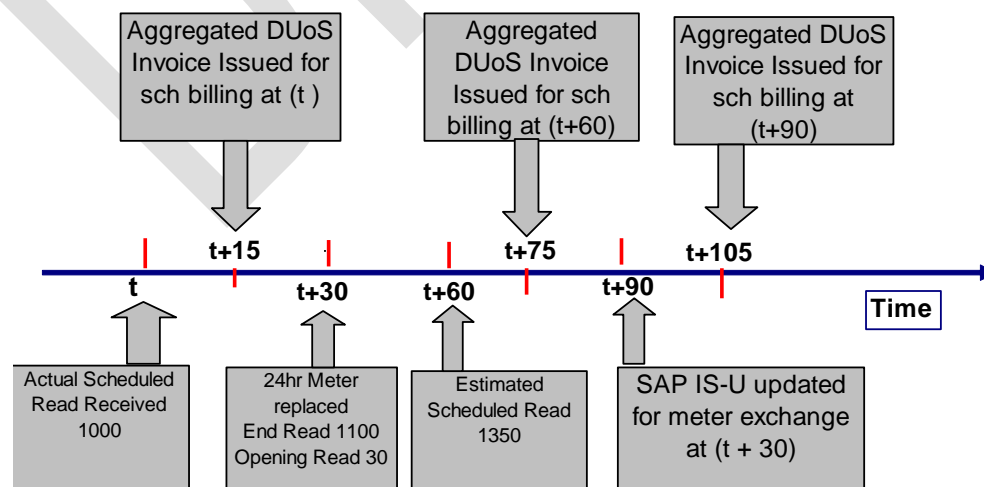 Aggregated DUoS
Invoice Issued for
sch billing at (t )
Aggregated
DUoS Invoice
Issued for sch
billing at (t+60)
Aggregated DUoS
Invoice Issued for
sch billing at
(t+90)
t+15
t+75
t+105
t
t+30
t+60
t+90
Time
Actual Scheduled
Read Received
1000
24hr Meter
replaced
End Read 1100
Opening Read 30
Estimated
Scheduled Read
1350
SAP IS-U updated
for meter exchange
at (t + 30)